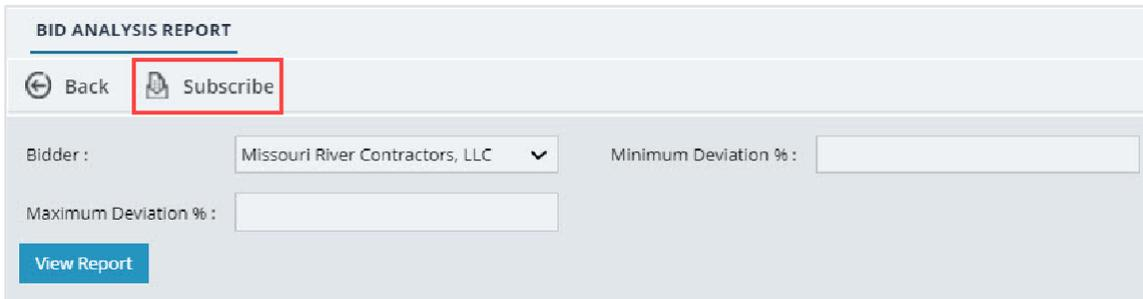 BID ANALYSIS REPORT
Back Subscribe
Bidder : Missouri River Contractors, LLC Minimum Deviation % :
Maximum Deviation % :
View Report